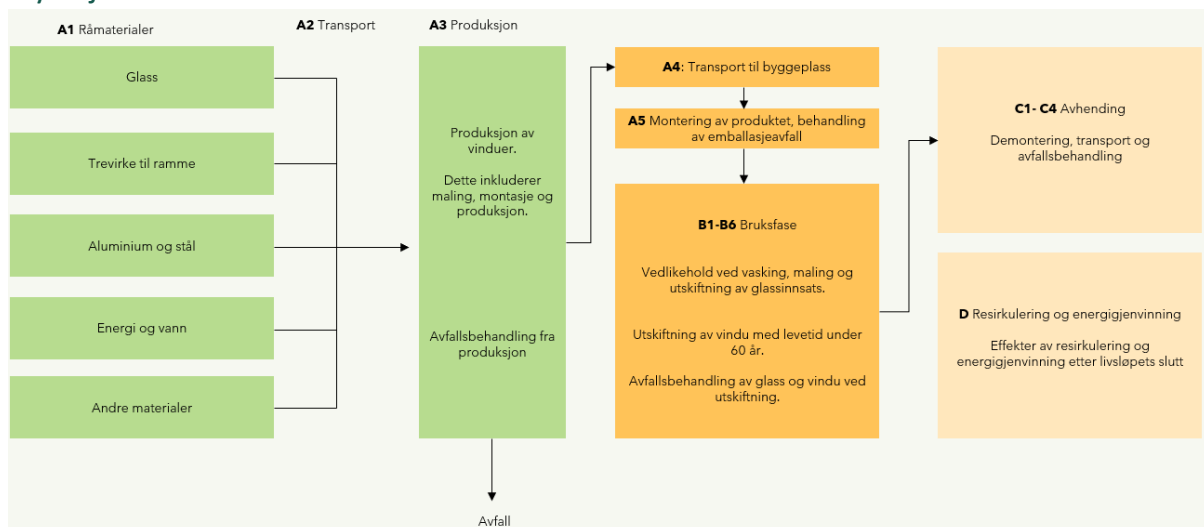 A1 Råmaterialer
A2 Transport
A3 Produksjon
Glass
Trevirke til ramme
Aluminium og stål
Energi og vann
Andre materialer
Produksjon av
vinduer.
Dette inkluderer
maling, montasje og
produksjon.
Avfallsbehandling fra
produksjon
Avfall
A4: Transport til byggeplass
A5 Montering av produktet, behandling
av emballasjeavfall
B1-B6 Bruksfase
Vedlikehold ved vasking, maling og
utskiftning av glassinnsats.
Utskiftning av vindu med levetid under
60 år.
Avfallsbehandling av glass og vindu ved
utskiftning.
C1- C4 Avhending
Demontering, transport og
avfallsbehandling
D Resirkulering og energigjenvinning
Effekter av resirkulering og
energigjenvinning etter livsløpets slutt